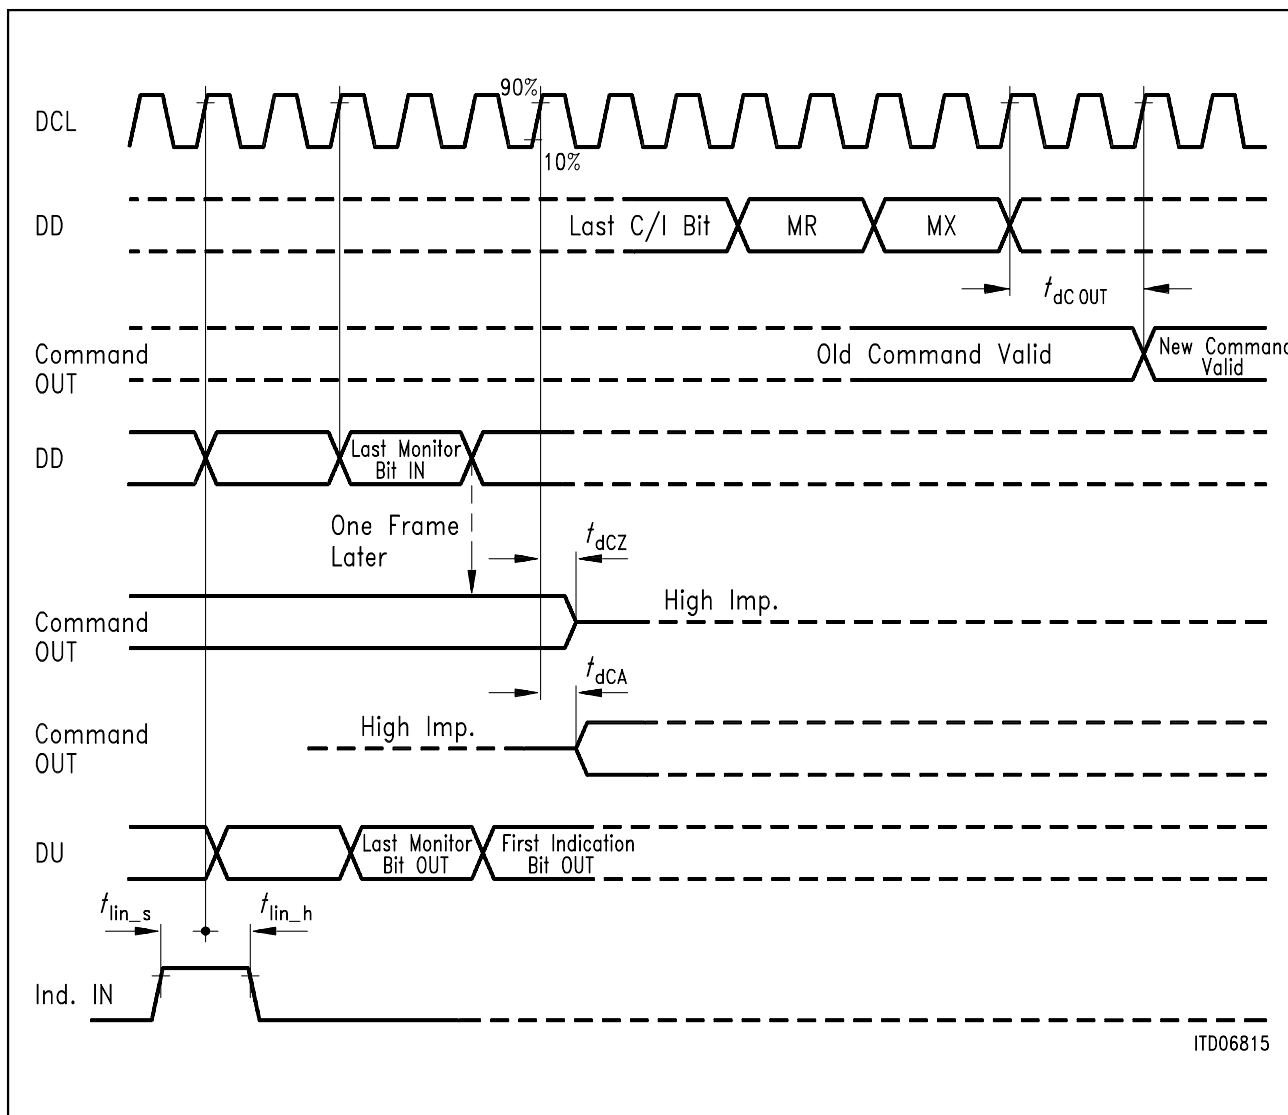 90%
DCL
10%
DD Last C/I Bit MR MX
tdC OUT
Command
OUT
Old Command Valid
New Command
Valid
DD
Last Monitor
Bit IN
One Frame
Later
tdCZ
High Imp.
Command
OUT
tdCA
High Imp.
Command
OUT
DU
Last Monitor
Bit OUT
First Indication
Bit OUT
tIin_s tIin_h
Ind. IN
ITD06815